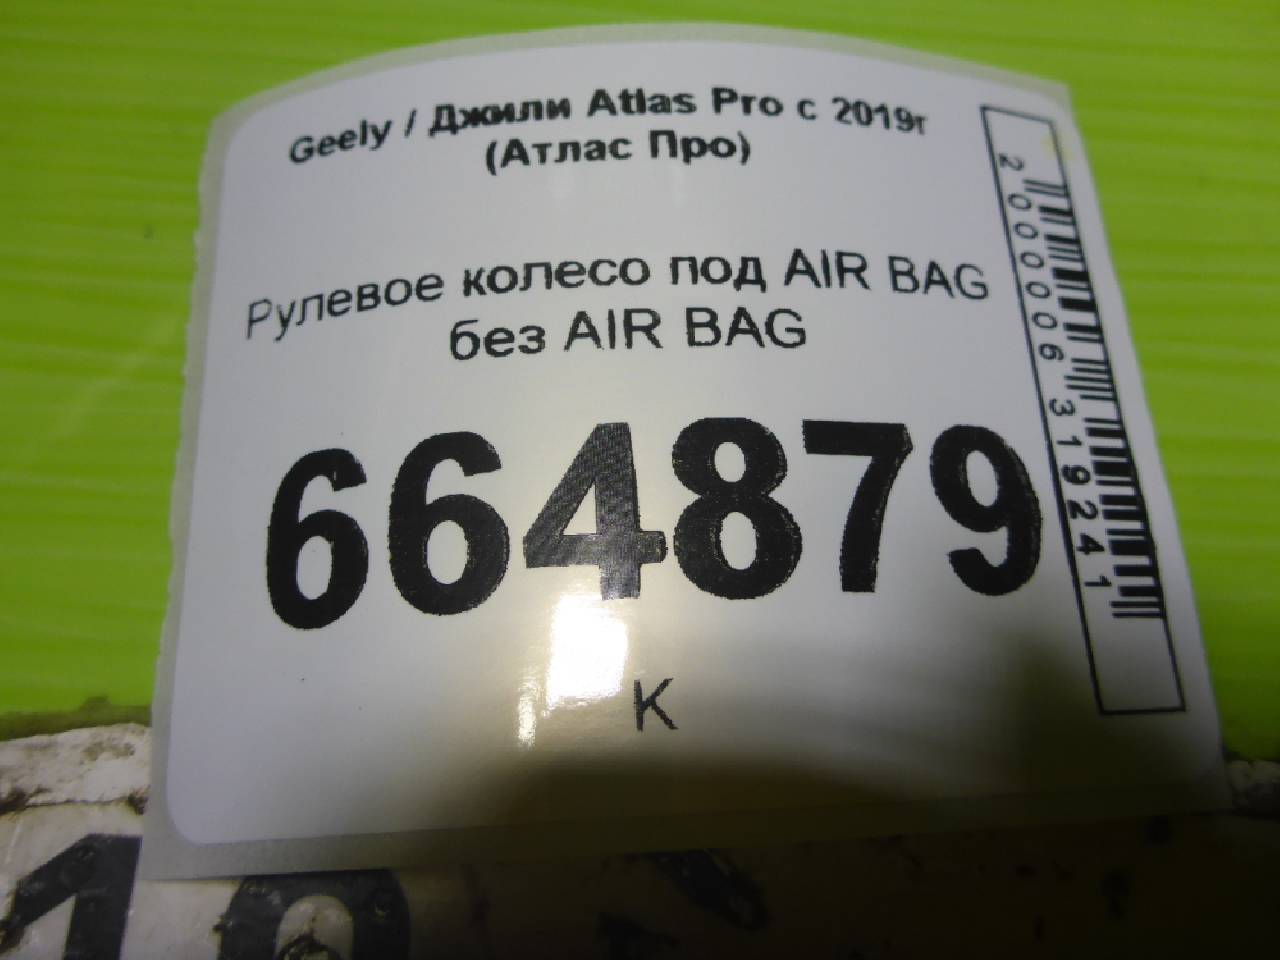 Geely / Джили Atlas Pro с 2019г
(Атлас Про)
Рулевое колесо под AIR BAG
без AIR BAG
664879
К
2000006319241